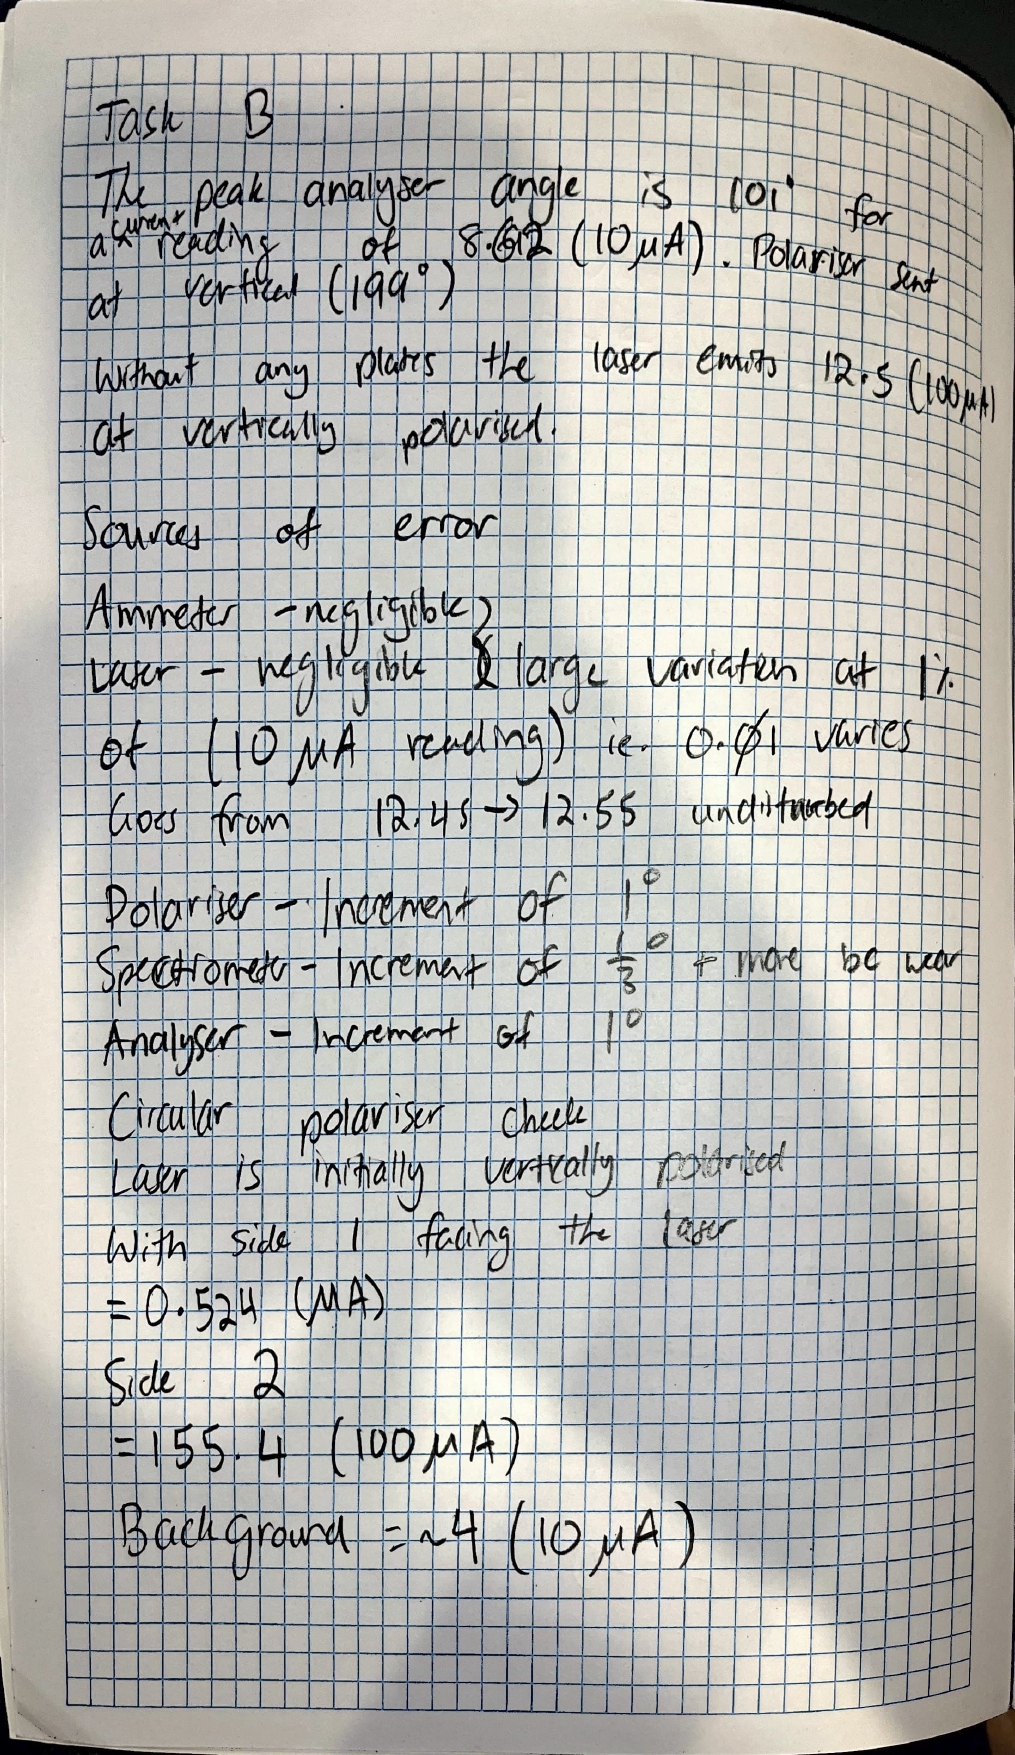 Task B
The peak analyser angle is 101° for
a current reading of 8.612 (10 μA). Polariser sent
at vertical (199°)
Without any plates the laser emits 12.5 (100μA)
at vertically polarised.
Sources of error
Ammeter - negligible
Laser - negligible large variation at 1%
of (10 μA reading) ie. 0.01 varies
Goes from 12.45 → 12.55 undisturbed
Polariser - Increment of 1°
Spectrometer - Increment of 1/3° + more bc wear
Analyser - Increment of 1°
Circular polariser check
Laser is initially vertically polarised
With side 1 facing the laser
= 0.524 (μA)
Side 2
= 155.4 (100 μA)
Background = ~4 (10 μA)